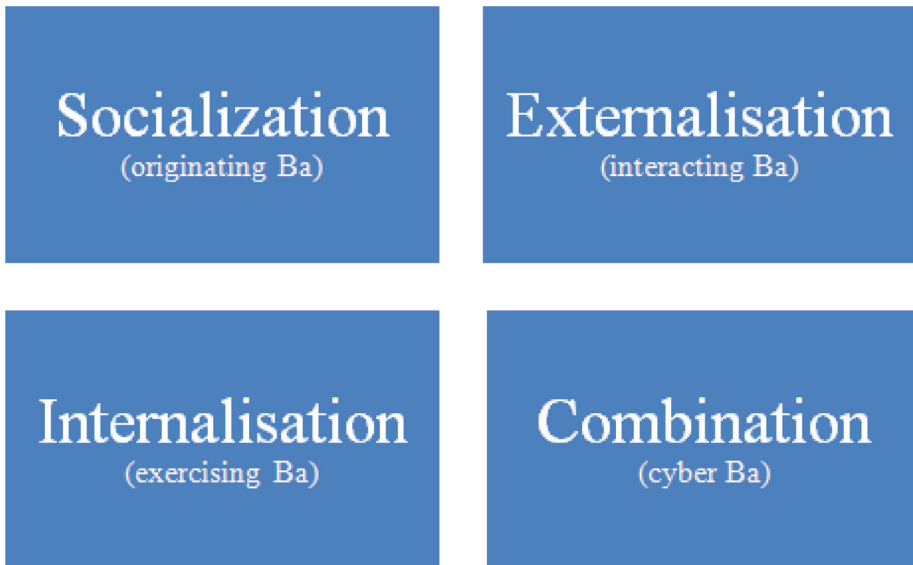 Socialization
(originating Ba)
Externalisation
(interacting Ba)
Internalisation
(exercising Ba)
Combination
(cyber Ba)